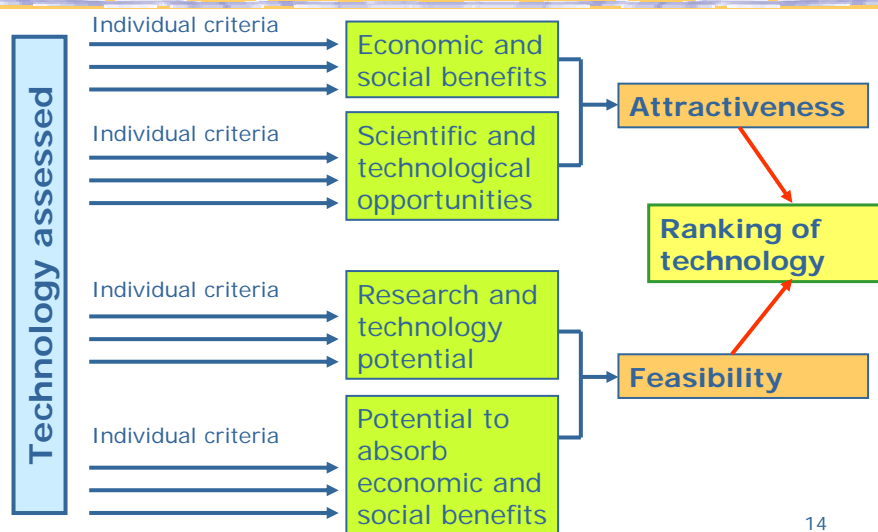 Technology assessed
Individual criteria
Economic and
social benefits
Individual criteria
Scientific and
technological
opportunities
Attractiveness
Ranking of
technology
Individual criteria
Research and
technology
potential
Individual criteria
Potential to
absorb
economic and
social benefits
Feasibility
14